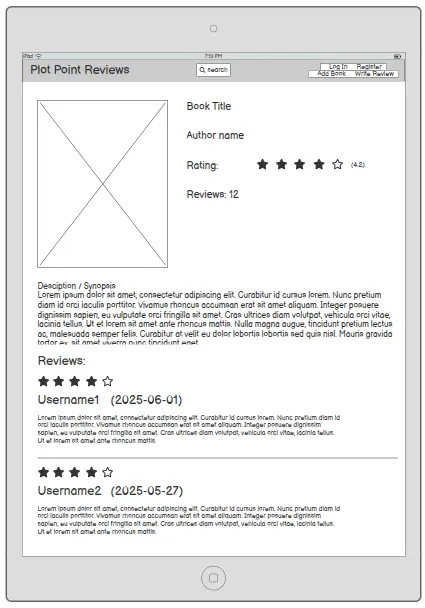 iPad 7:13 PM
Plot Point Reviews
Search
Log In Register
Add Book Write Review
Book Title
Author name
Rating: (4.2)
Reviews: 12
Desciption / Synopsis
Lorem ipsum dolor sit amet, consectetur adipiscing elit. Curabitur id cursus lorem. Nunc pretium
diam id orci iaculis porttitor. Vivamus rhoncus accumsan erat sit amet aliquam. Integer posuere
dignissim sapien, eu vulputate orci fringilla sit amet. Cras ultrices diam volutpat, vehicula orci vitae,
lacinia tellus. Ut et lorem sit amet ante rhoncus mattis. Nulla magna augue, tincidunt pretium lectus
ac, malesuada semper felis. Curabitur at velit eu dolor lobortis lobortis sed quis nisl. Mauris gravida
tortor ex, sit amet viverra nunc tincidunt eget.
Reviews:
Username1 (2025-06-01)
Lorem ipsum dolor sit amet, consectetur adipiscing elit. Curabitur id cursus lorem. Nunc pretium diam id
orci iaculis porttitor. Vivamus rhoncus accumsan erat sit amet aliquam. Integer posuere dignissim
sapien, eu vulputate orci fringilla sit amet. Cras ultrices diam volutpat, vehicula orci vitae, lacinia tellus.
Ut et lorem sit amet ante rhoncus mattis.
Username2 (2025-05-27)
Lorem ipsum dolor sit amet, consectetur adipiscing elit. Curabitur id cursus lorem. Nunc pretium diam id
orci iaculis porttitor. Vivamus rhoncus accumsan erat sit amet aliquam. Integer posuere dignissim
sapien, eu vulputate orci fringilla sit amet. Cras ultrices diam volutpat, vehicula orci vitae, lacinia tellus.
Ut et lorem sit amet ante rhoncus mattis.